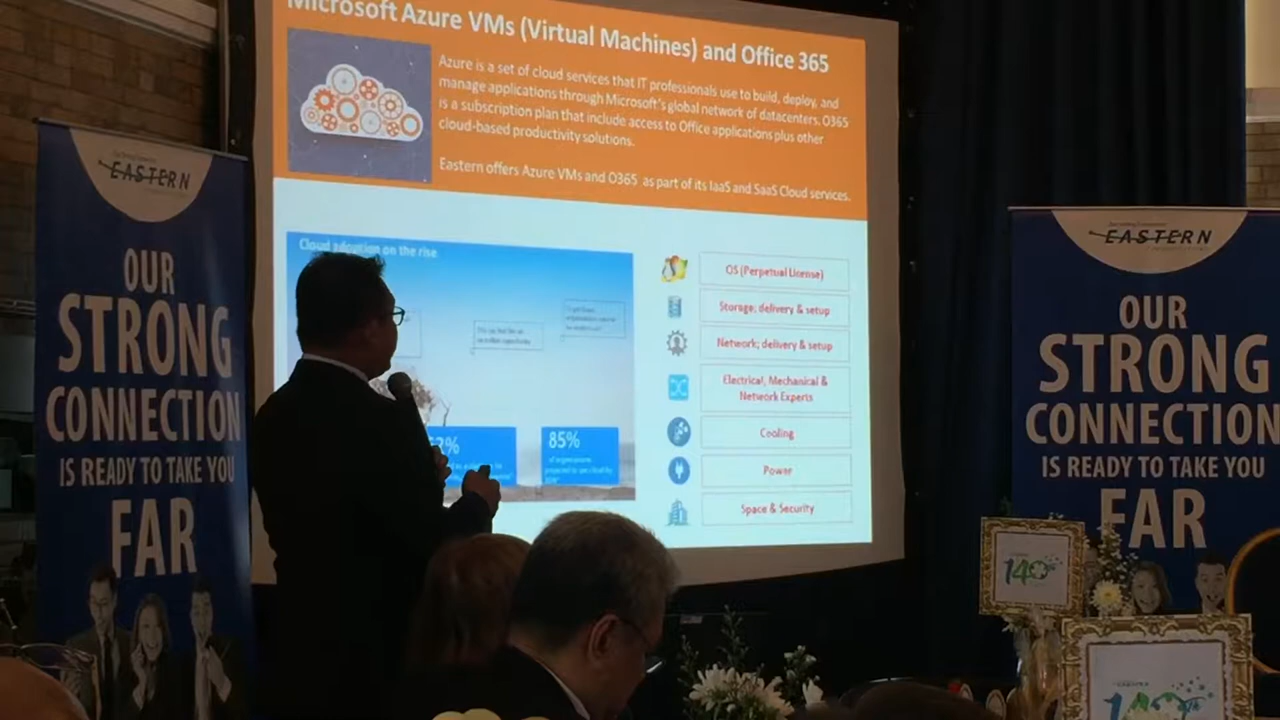 Microsoft Azure VMs (Virtual Machines) and Office 365
Azure is a set of cloud services that IT professionals use to build, deploy, and
manage applications through Microsoft's global network of datacenters. O365
is a subscription plan that include access to Office applications plus other
cloud-based productivity solutions.
Eastern offers Azure VMs and O365 as part of its IaaS and SaaS Cloud services.
Cloud adoption on the rise
85%
of organizations
OS (Perpetual License)
Storage; delivery & setup
Network; delivery & setup
Electrical, Mechanical &
Network Experts
Cooling
Power
Space & Security
EASTERN
OUR
STRONG
CONNECTION
IS READY TO TAKE YOU
FAR
EASTERN
OUR
STRONG
CONNECTION
IS READY TO TAKE YOU
FAR
140
140